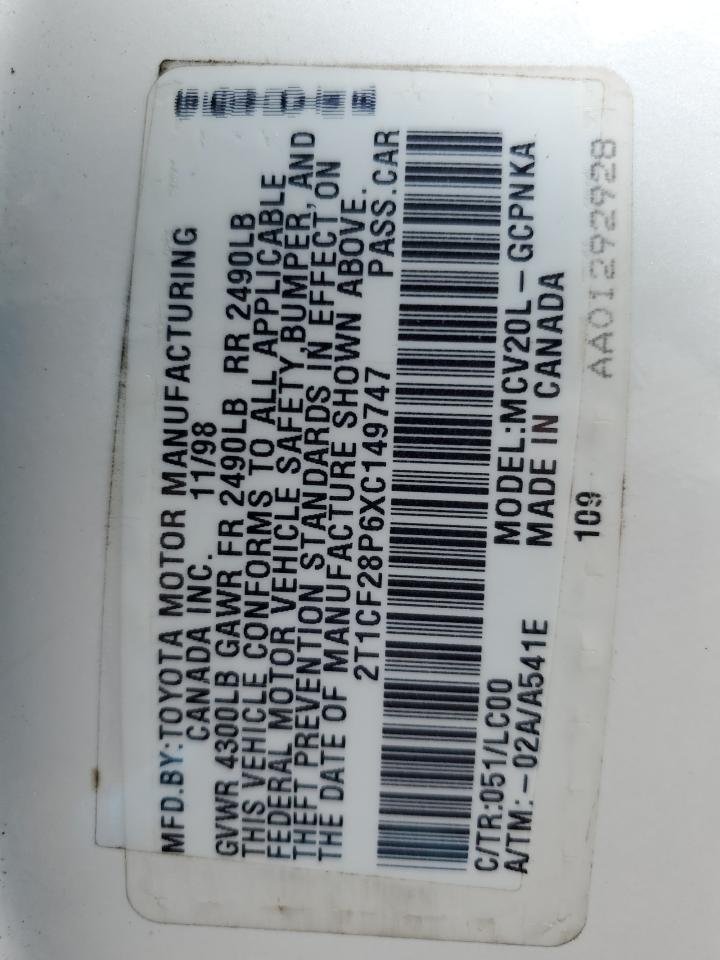 MFD.BY:TOYOTA MOTOR MANUFACTURING
CANADA INC. 11/98
GVWR 4300LB GAWR FR 2490LB RR 2490LB
THIS VEHICLE CONFORMS TO ALL APPLICABLE
FEDERAL MOTOR VEHICLE SAFETY,BUMPER, AND
THEFT PREVENTION STANDARDS IN EFFECT ON
THE DATE OF MANUFACTURE SHOWN ABOVE.
2T1CF28P6XC149747 PASS.CAR
C/TR:051/LC00 MODEL:MCV20L-GCPNKA
A/TM:-02A/A541E MADE IN CANADA
109
AA01292928